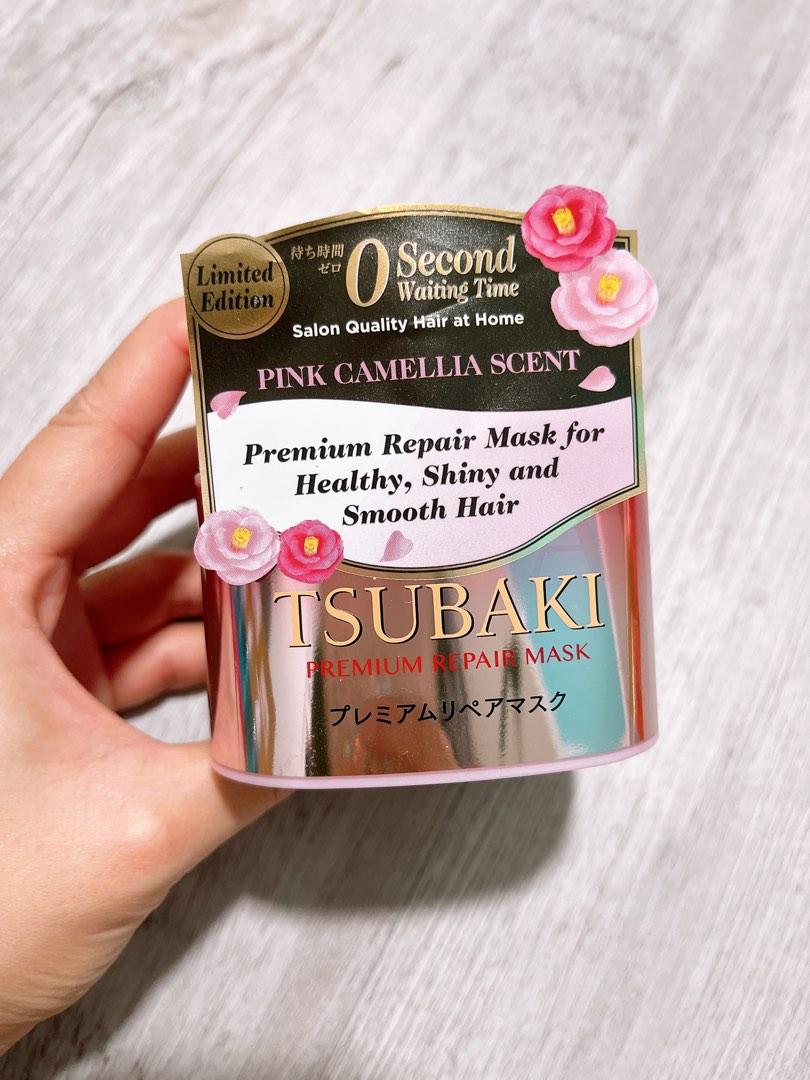 Limited
Edition
待ち時間
ゼロ
0 Second
Waiting Time
Salon Quality Hair at Home
PINK CAMELLIA SCENT
Premium Repair Mask for
Healthy, Shiny and
Smooth Hair
TSUBAKI
PREMIUM REPAIR MASK
プレミアムリペアマスク